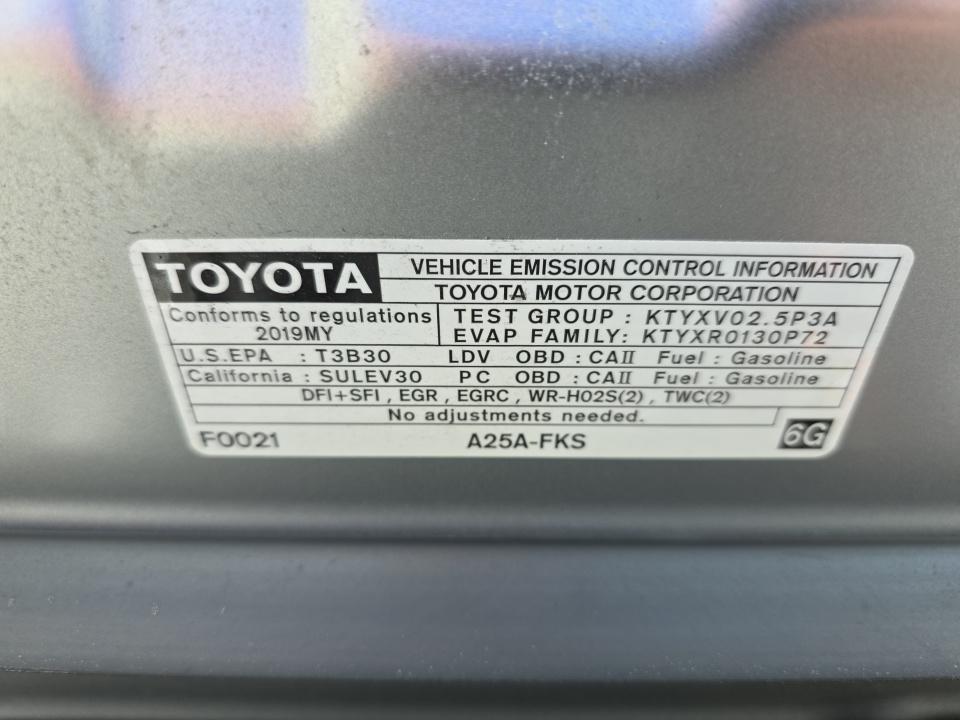 TOYOTA
VEHICLE EMISSION CONTROL INFORMATION
TOYOTA MOTOR CORPORATION
Conforms to regulations
2019MY
TEST GROUP : KTYXV02.5P3A
EVAP FAMILY: KTYXR0130P72
U.S.EPA : T3B30 LDV OBD : CAII Fuel : Gasoline
California : SULEV30 PC OBD : CAII Fuel : Gasoline
DFI+SFI , EGR , EGRC , WR-HO2S(2) , TWC(2)
No adjustments needed.
F0021 A25A-FKS 6G